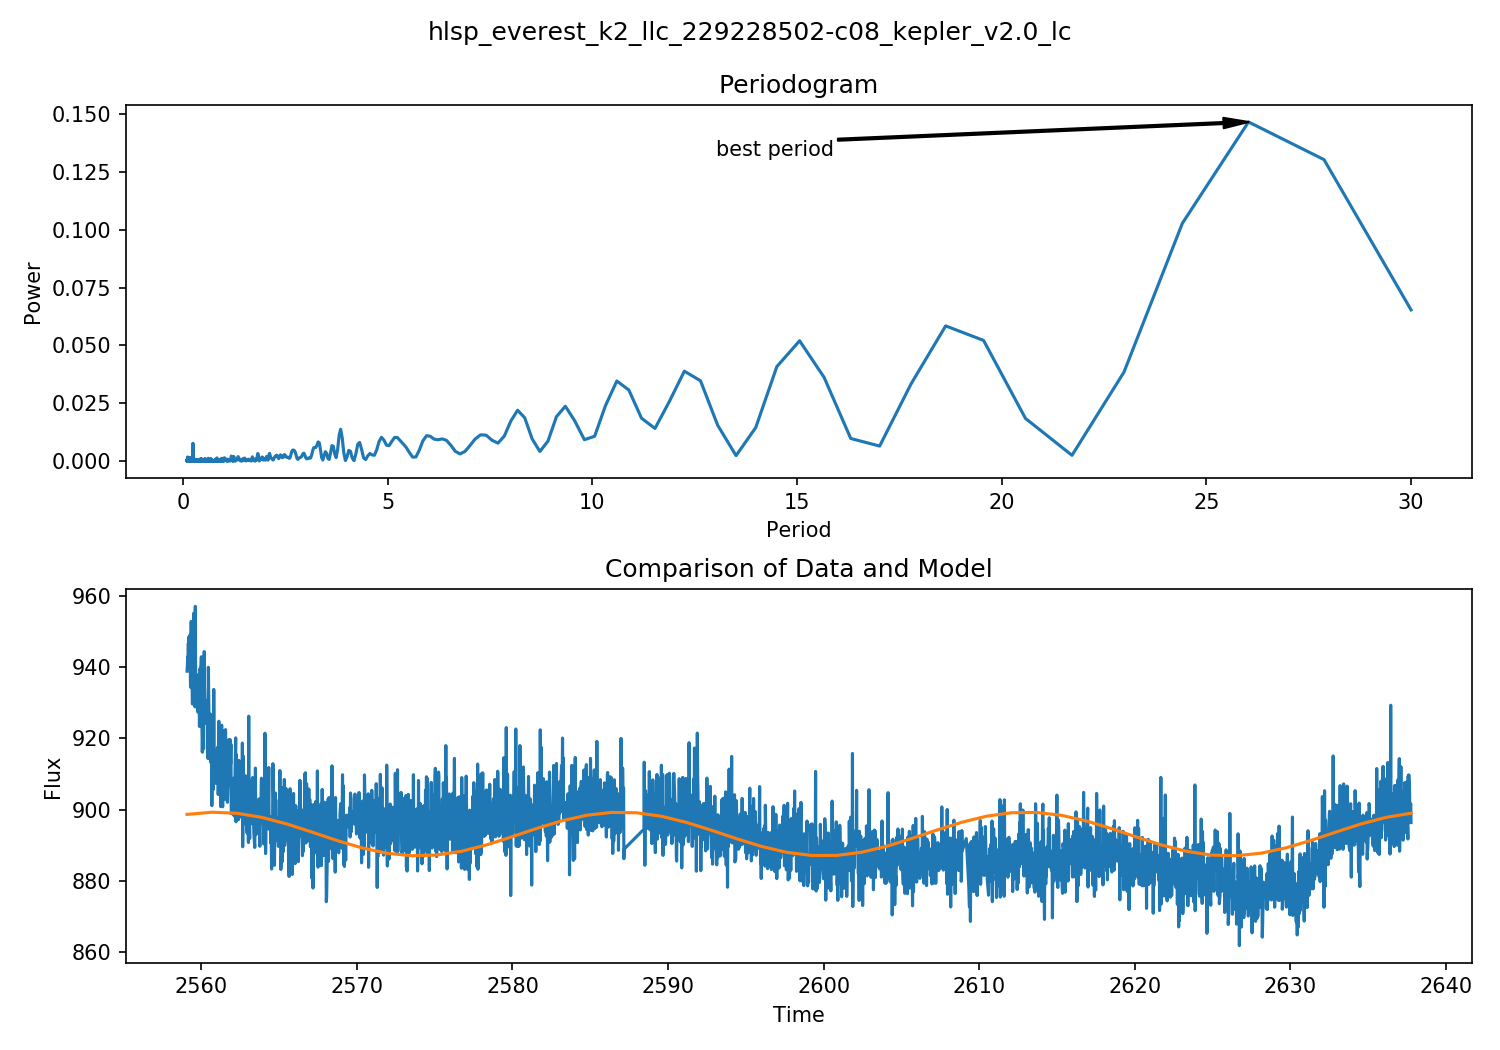 hlsp_everest_k2_llc_229228502-c08_kepler_v2.0_lc
Periodogram
0.150
0.125
0.100
0.075
0.050
0.025
0.000
Power
best period
0 5 10 15 20 25 30
Period
Comparison of Data and Model
960
940
920
900
880
860
Flux
2560 2570 2580 2590 2600 2610 2620 2630 2640
Time